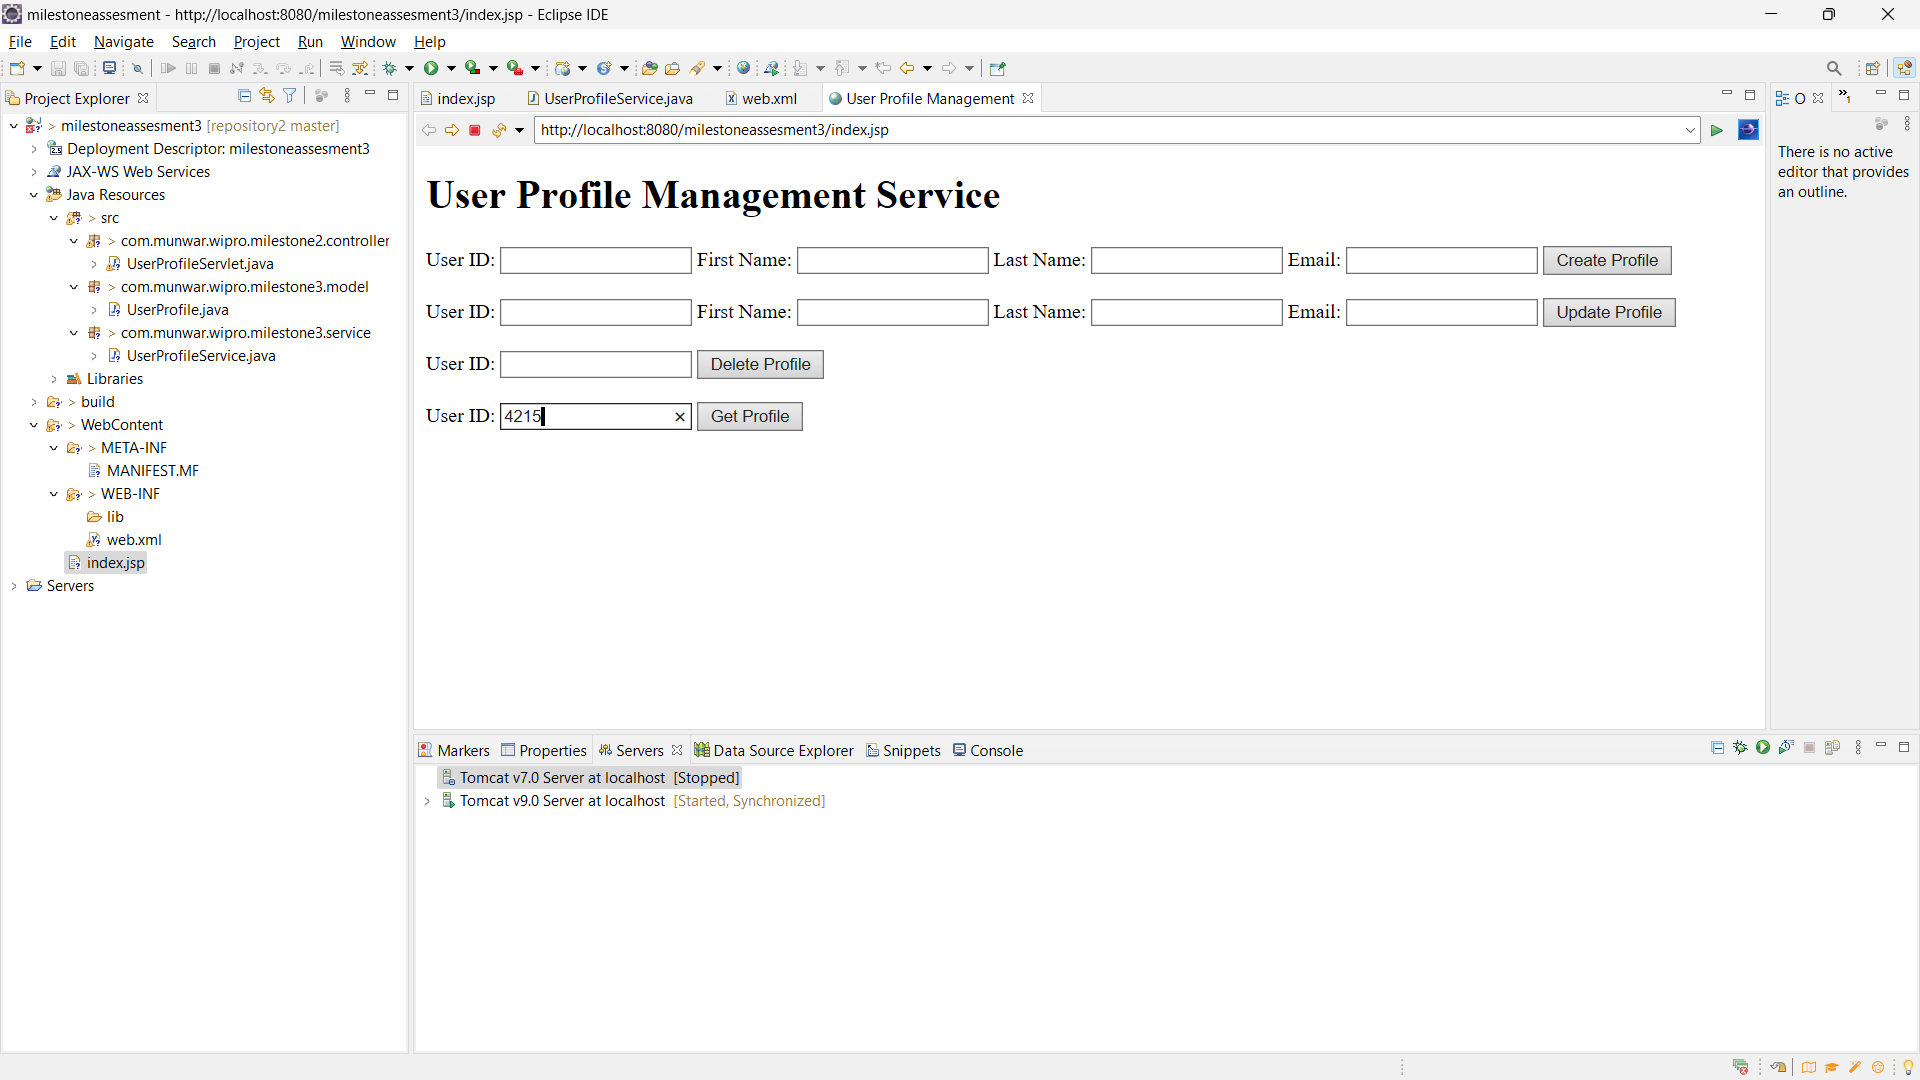 milestoneassesment - http://localhost:8080/milestoneassesment3/index.jsp - Eclipse IDE
File Edit Navigate Search Project Run Window Help
Project Explorer
milestoneassesment3 [repository2 master]
Deployment Descriptor: milestoneassesment3
JAX-WS Web Services
Java Resources
> src
> com.munwar.wipro.milestone2.controller
UserProfileServlet.java
> com.munwar.wipro.milestone3.model
UserProfile.java
> com.munwar.wipro.milestone3.service
UserProfileService.java
Libraries
> build
> WebContent
> META-INF
MANIFEST.MF
> WEB-INF
lib
web.xml
index.jsp
Servers
index.jsp UserProfileService.java web.xml User Profile Management
http://localhost:8080/milestoneassesment3/index.jsp
User Profile Management Service
User ID: First Name: Last Name: Email: Create Profile
User ID: First Name: Last Name: Email: Update Profile
User ID: Delete Profile
User ID: 4215 Get Profile
O »1
There is no active
editor that provides
an outline.
Markers Properties Servers Data Source Explorer Snippets Console
Tomcat v7.0 Server at localhost [Stopped]
Tomcat v9.0 Server at localhost [Started, Synchronized]